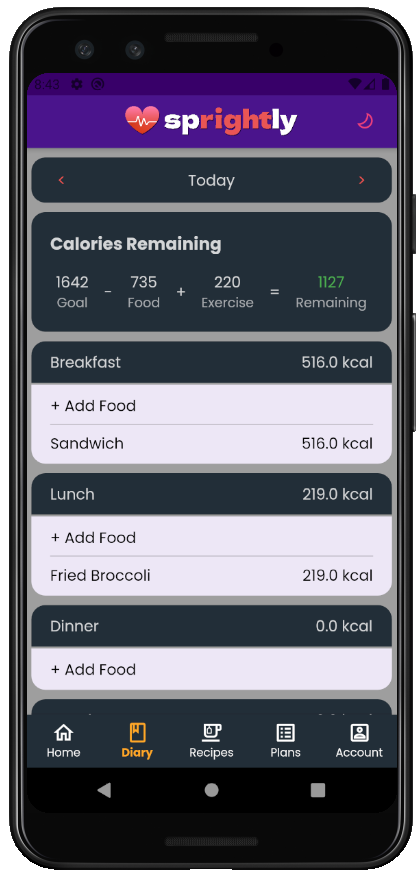 8:43
sprightly
< Today >
Calories Remaining
1642 - 735 + 220 = 1127
Goal Food Exercise Remaining
Breakfast 516.0 kcal
+ Add Food
Sandwich 516.0 kcal
Lunch 219.0 kcal
+ Add Food
Fried Broccoli 219.0 kcal
Dinner 0.0 kcal
+ Add Food
Home Diary Recipes Plans Account